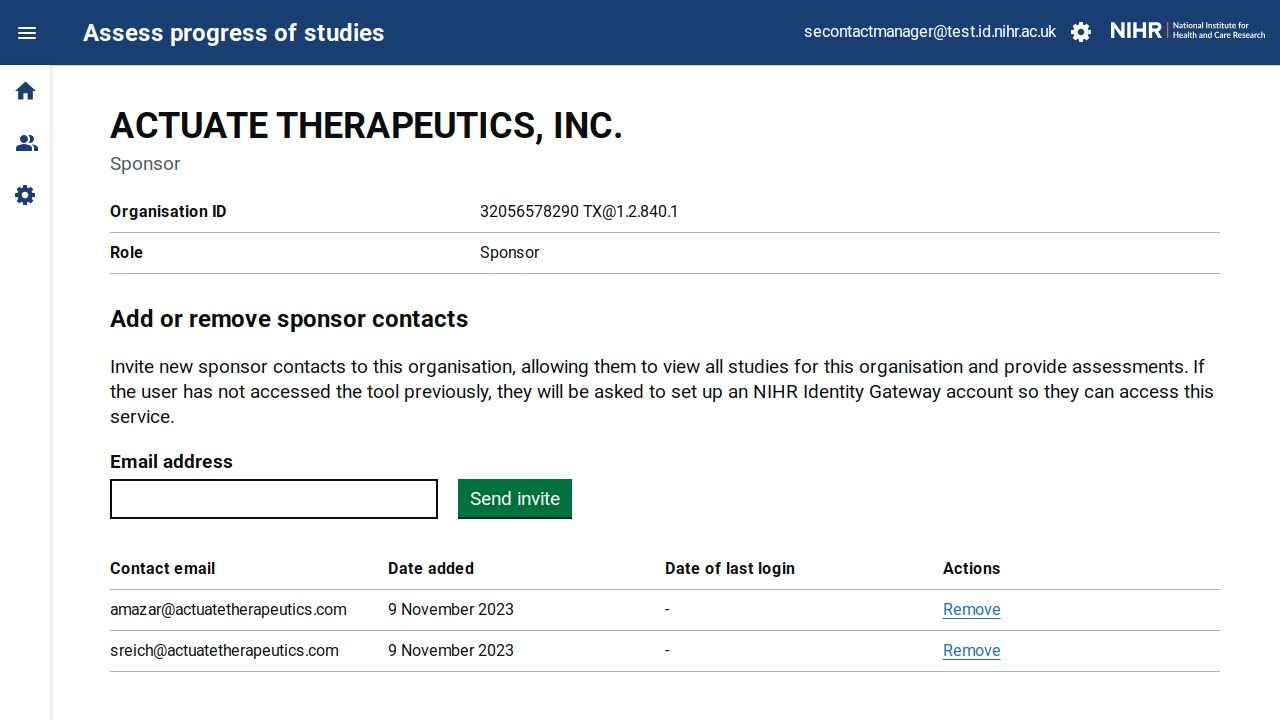 Assess progress of studies
secontactmanager@test.id.nihr.ac.uk
NIHR | National Institute for
Health and Care Research
ACTUATE THERAPEUTICS, INC.
Sponsor
Organisation ID 32056578290 TX@1.2.840.1
Role Sponsor
Add or remove sponsor contacts
Invite new sponsor contacts to this organisation, allowing them to view all studies for this organisation and provide assessments. If
the user has not accessed the tool previously, they will be asked to set up an NIHR Identity Gateway account so they can access this
service.
Email address
Send invite
Contact email Date added Date of last login Actions
amazar@actuatetherapeutics.com 9 November 2023 - Remove
sreich@actuatetherapeutics.com 9 November 2023 - Remove